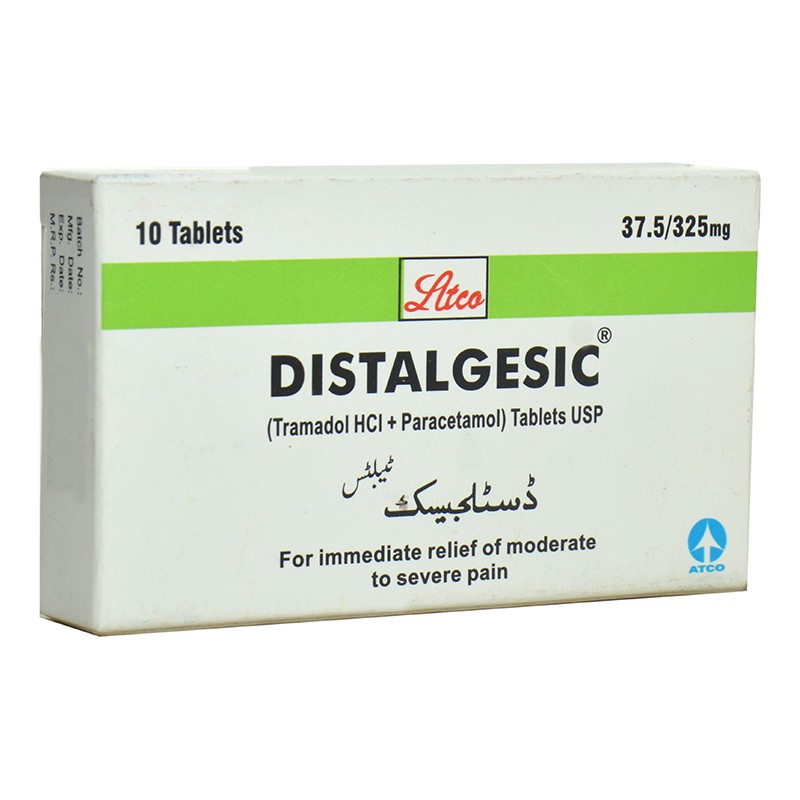 Batch No.:
Mfg. Date:
Exp. Date:
M.R.P. Rs.:
10 Tablets
37.5/325mg
Atco
DISTALGESIC®
(Tramadol HCl + Paracetamol) Tablets USP
ڈسٹلجیسک ٹیبلٹس
For immediate relief of moderate
to severe pain
ATCO